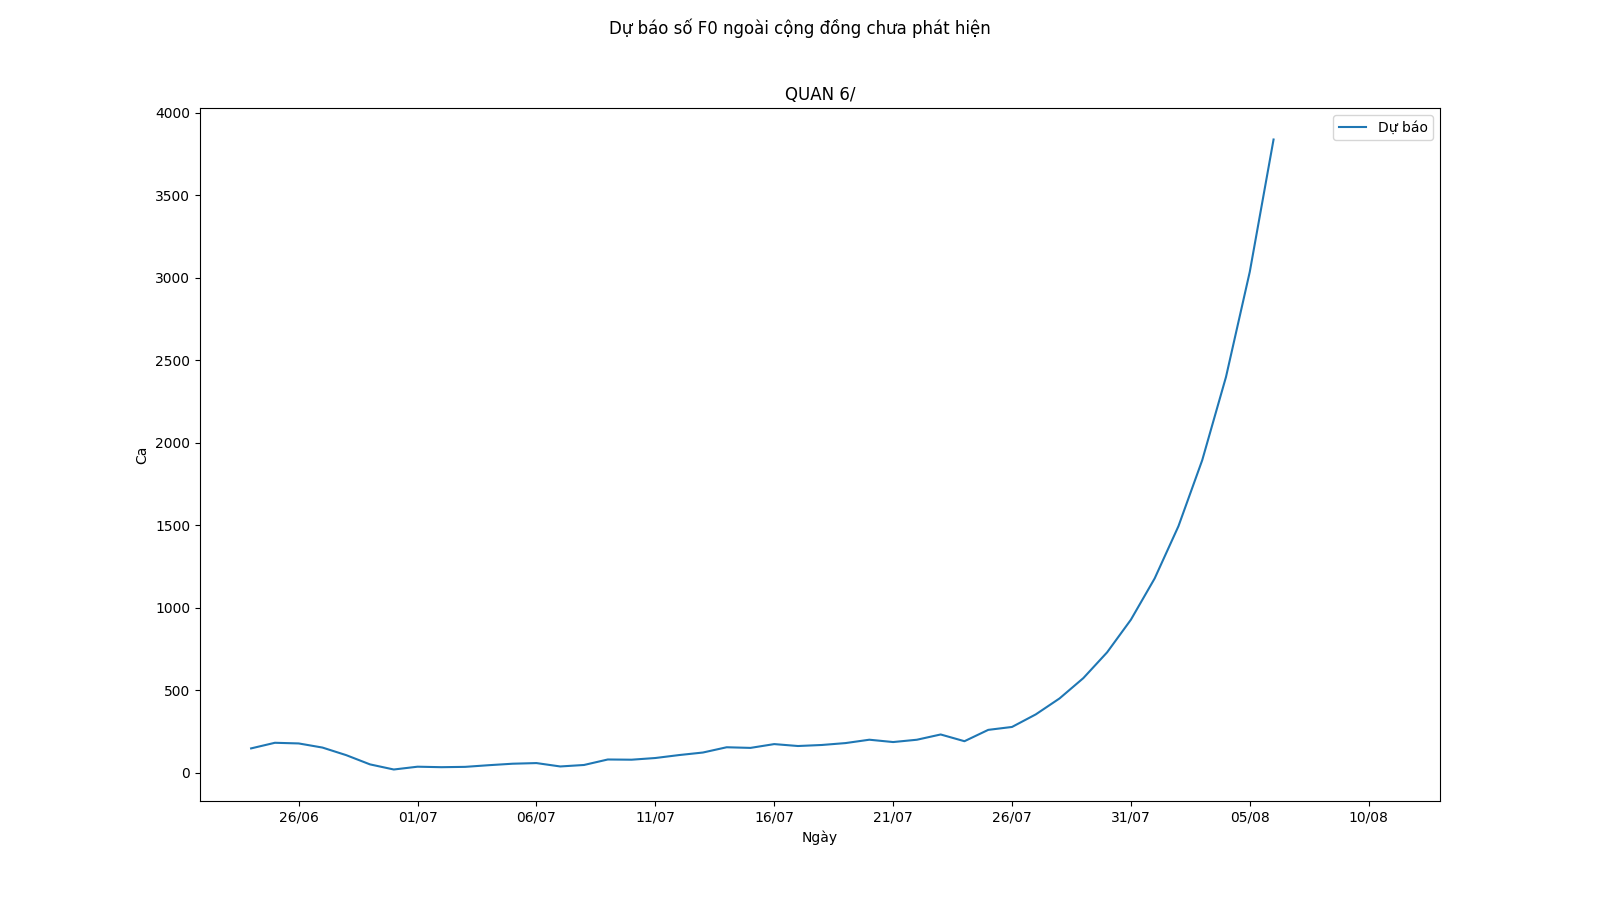 Dự báo số F0 ngoài cộng đồng chưa phát hiện
QUAN 6/
Dự báo
4000
3500
3000
2500
2000
1500
1000
500
0
Ca
26/06 01/07 06/07 11/07 16/07 21/07 26/07 31/07 05/08 10/08
Ngày